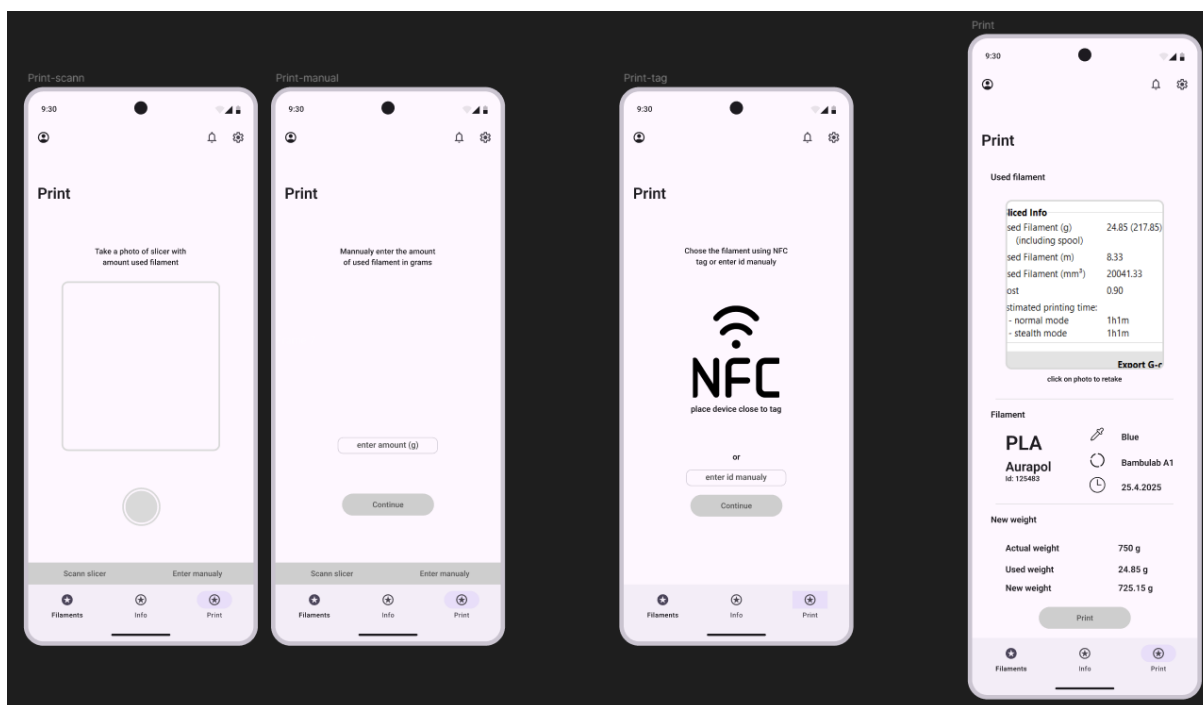 Print-scann
9:30
Print
Take a photo of slicer with
amount used filament
Scann slicer
Enter manualy
Filaments
Info
Print
Print-manual
9:30
Print
Mannualy enter the amount
of used filament in grams
enter amount (g)
Continue
Scann slicer
Enter manualy
Filaments
Info
Print
Print-tag
9:30
Print
Chose the filament using NFC
tag or enter id manualy
NFC
place device close to tag
or
enter id manualy
Continue
Filaments
Info
Print
Print
9:30
Print
Used filament
liced Info
sed Filament (g) 24.85 (217.85)
(including spool)
sed Filament (m) 8.33
sed Filament (mm³) 20041.33
ost 0.90
stimated printing time:
- normal mode 1h1m
- stealth mode 1h1m
Export G-c
click on photo to retake
Filament
PLA
Aurapol
Id: 125483
Blue
Bambulab A1
25.4.2025
New weight
Actual weight 750 g
Used weight 24.85 g
New weight 725.15 g
Print
Filaments
Info
Print